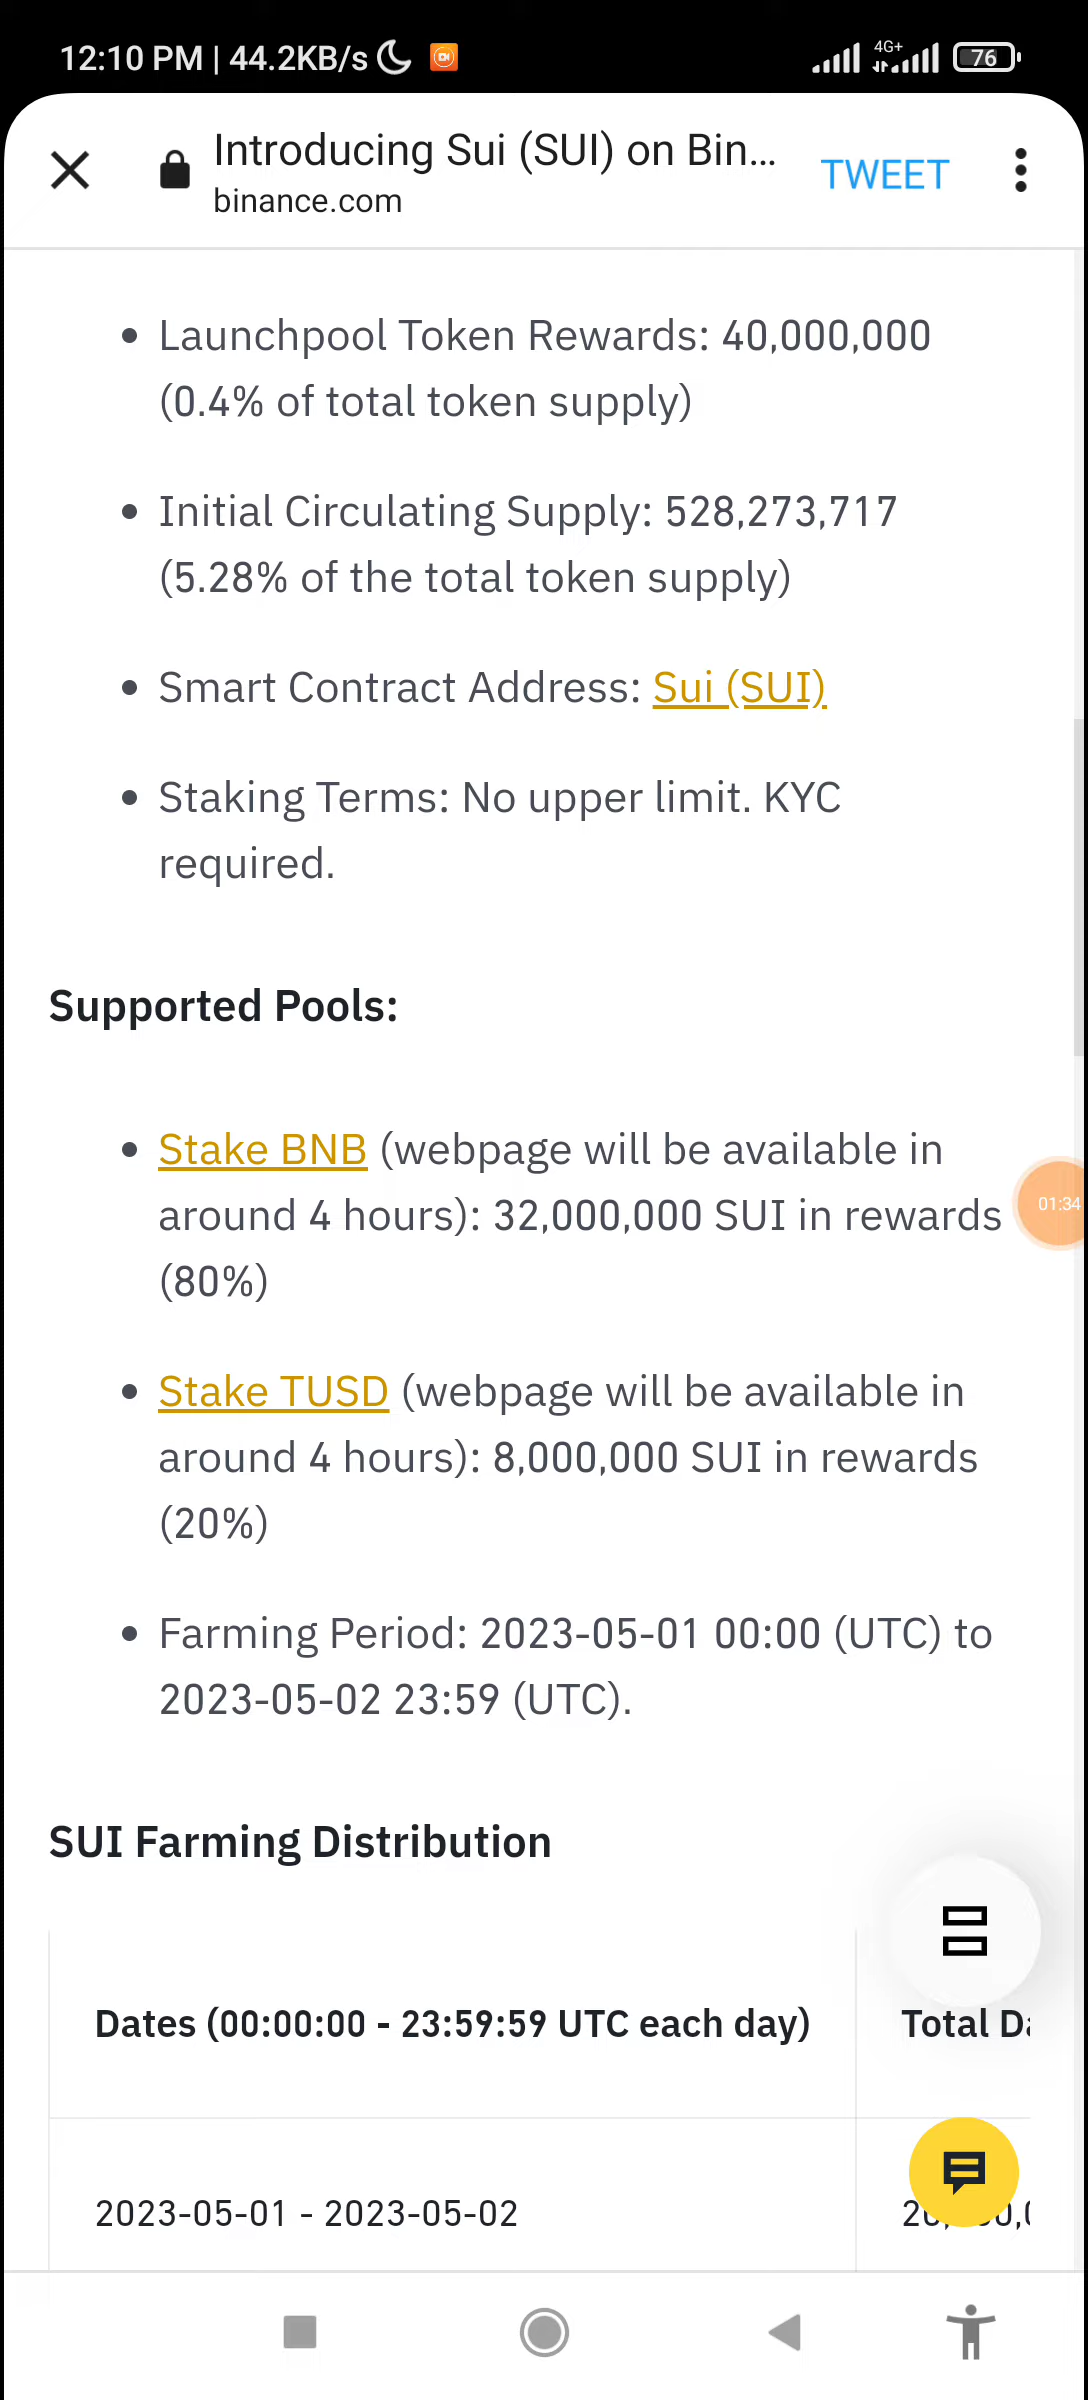 12:10 PM | 44.2KB/s
4G+
76
Introducing Sui (SUI) on Bin...
binance.com
TWEET
• Launchpool Token Rewards: 40,000,000
(0.4% of total token supply)
• Initial Circulating Supply: 528,273,717
(5.28% of the total token supply)
• Smart Contract Address: Sui (SUI)
• Staking Terms: No upper limit. KYC
required.
Supported Pools:
• Stake BNB (webpage will be available in
around 4 hours): 32,000,000 SUI in rewards
(80%)
01:34
• Stake TUSD (webpage will be available in
around 4 hours): 8,000,000 SUI in rewards
(20%)
• Farming Period: 2023-05-01 00:00 (UTC) to
2023-05-02 23:59 (UTC).
SUI Farming Distribution
Dates (00:00:00 - 23:59:59 UTC each day)
Total
2023-05-01 - 2023-05-02